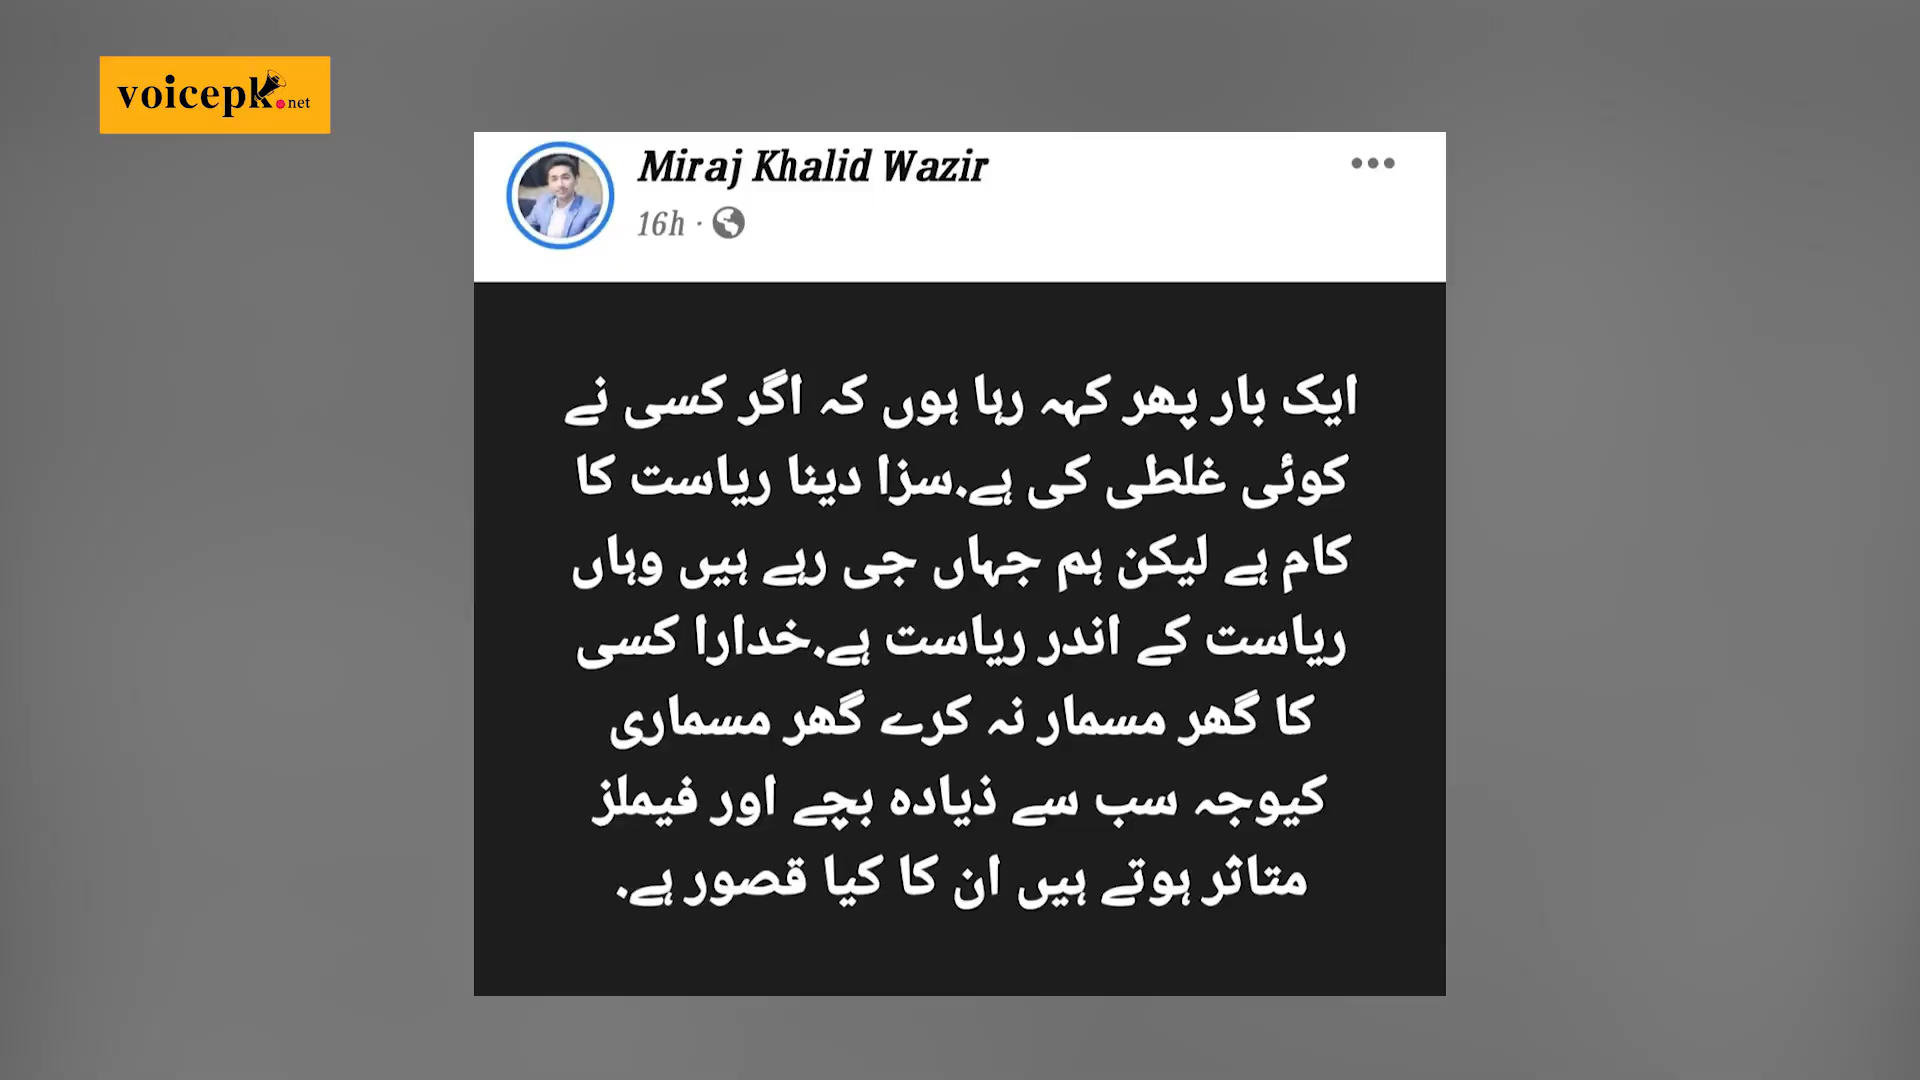 voicepk.net
Miraj Khalid Wazir
16h ·
ایک بار پھر کہہ رہا ہوں کہ اگر کسی نے
کوئی غلطی کی ہے.سزا دینا ریاست کا
کام ہے لیکن ہم جہاں جی رہے ہیں وہاں
ریاست کے اندر ریاست ہے.خدارا کسی
کا گھر مسمار نہ کرے گھر مسماری
کیوجہ سب سے ذیادہ بچے اور فیملز
متاثر ہوتے ہیں ان کا کیا قصور ہے.